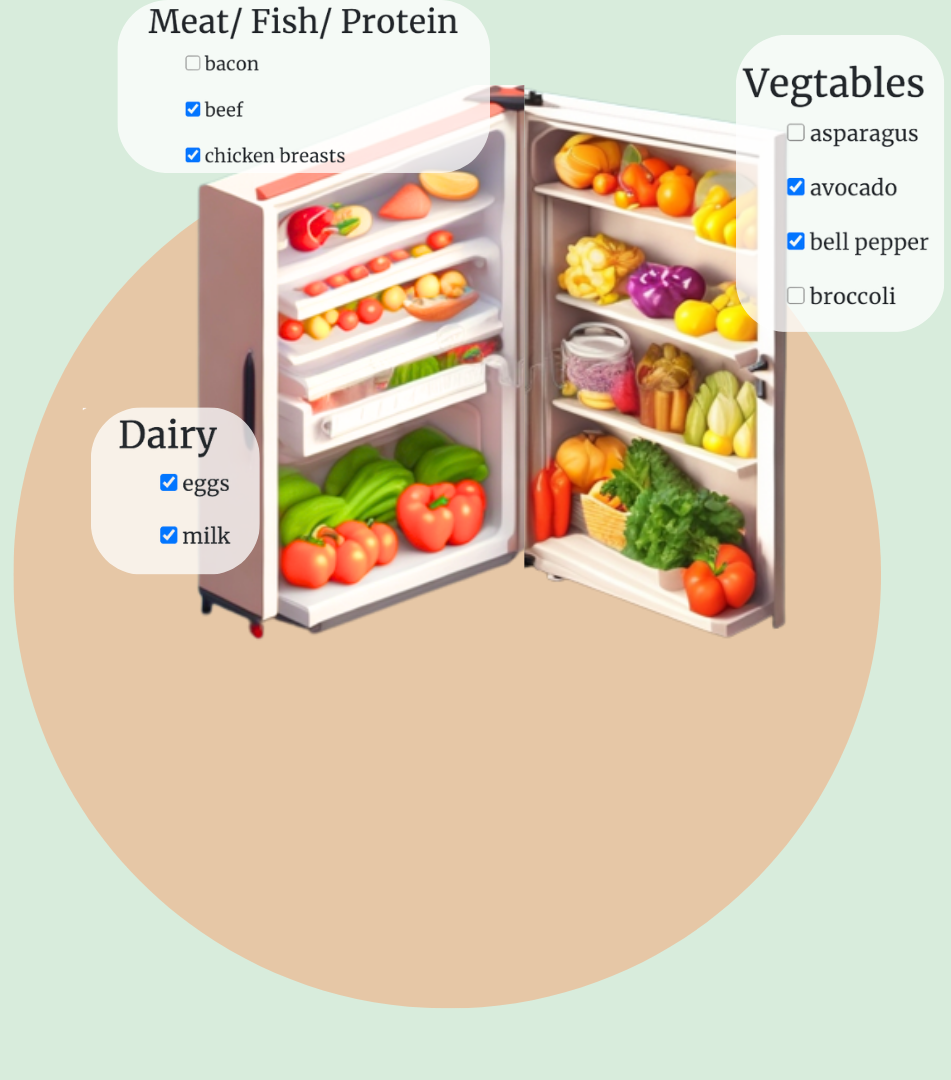 Meat/ Fish/ Protein
bacon
beef
chicken breasts
Vegtables
asparagus
avocado
bell pepper
broccoli
Dairy
eggs
milk